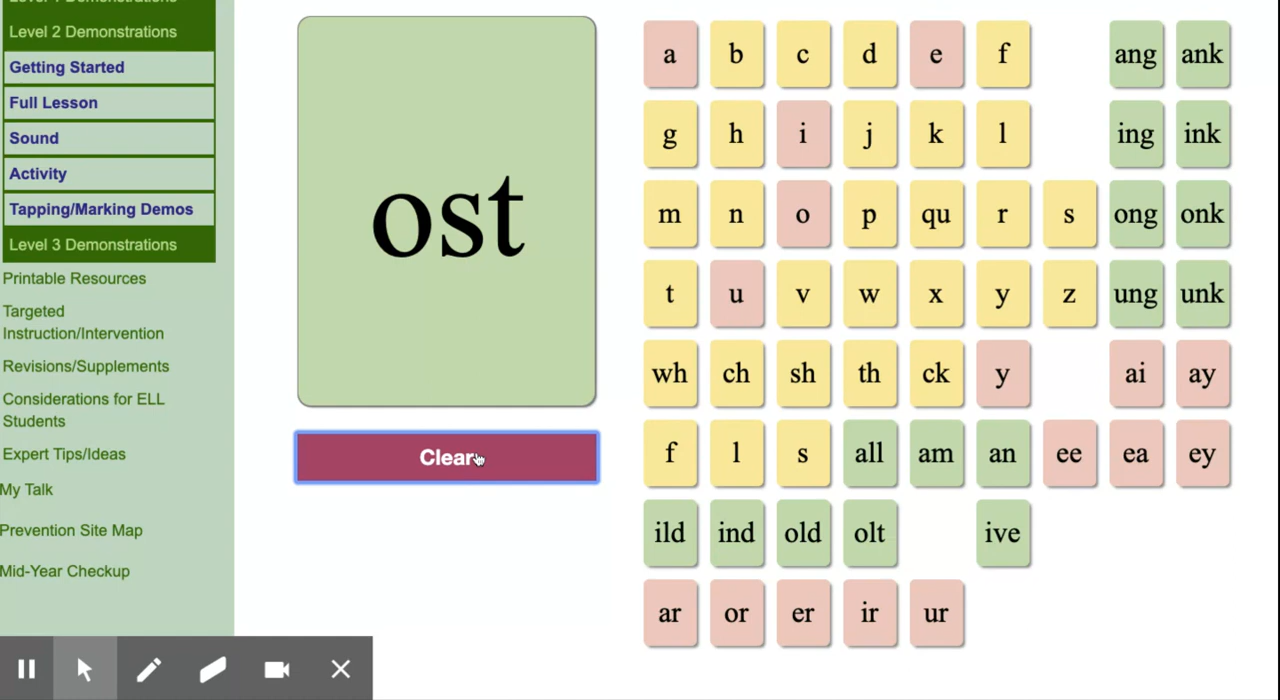 Level 1 Demonstrations
Level 2 Demonstrations
Getting Started
Full Lesson
Sound
Activity
Tapping/Marking Demos
Level 3 Demonstrations
Printable Resources
Targeted
Instruction/Intervention
Revisions/Supplements
Considerations for ELL
Students
Expert Tips/Ideas
My Talk
Prevention Site Map
Mid-Year Checkup
ost
Clear
a b c d e f ang ank
g h i j k l ing ink
m n o p qu r s ong onk
t u v w x y z ung unk
wh ch sh th ck y ai ay
f l s all am an ee ea ey
ild ind old olt ive
ar or er ir ur